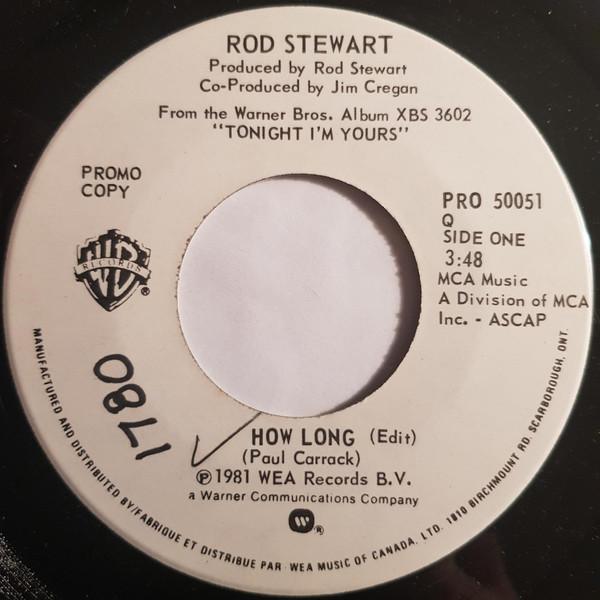 ROD STEWART
Produced by Rod Stewart
Co-Produced by Jim Cregan
From the Warner Bros. Album XBS 3602
"TONIGHT I'M YOURS"
PROMO
COPY
PRO 50051
Q
SIDE ONE
3:48
MCA Music
A Division of MCA
Inc. - ASCAP
WB
RECORDS
®
1780
HOW LONG (Edit)
(Paul Carrack)
℗ 1981 WEA Records B.V.
a Warner Communications Company
®
MANUFACTURED AND DISTRIBUTED BY/FABRIQUE ET DISTRIBUE PAR · WEA MUSIC OF CANADA, LTD. 1810 BIRCHMOUNT RD. SCARBOROUGH, ONT.